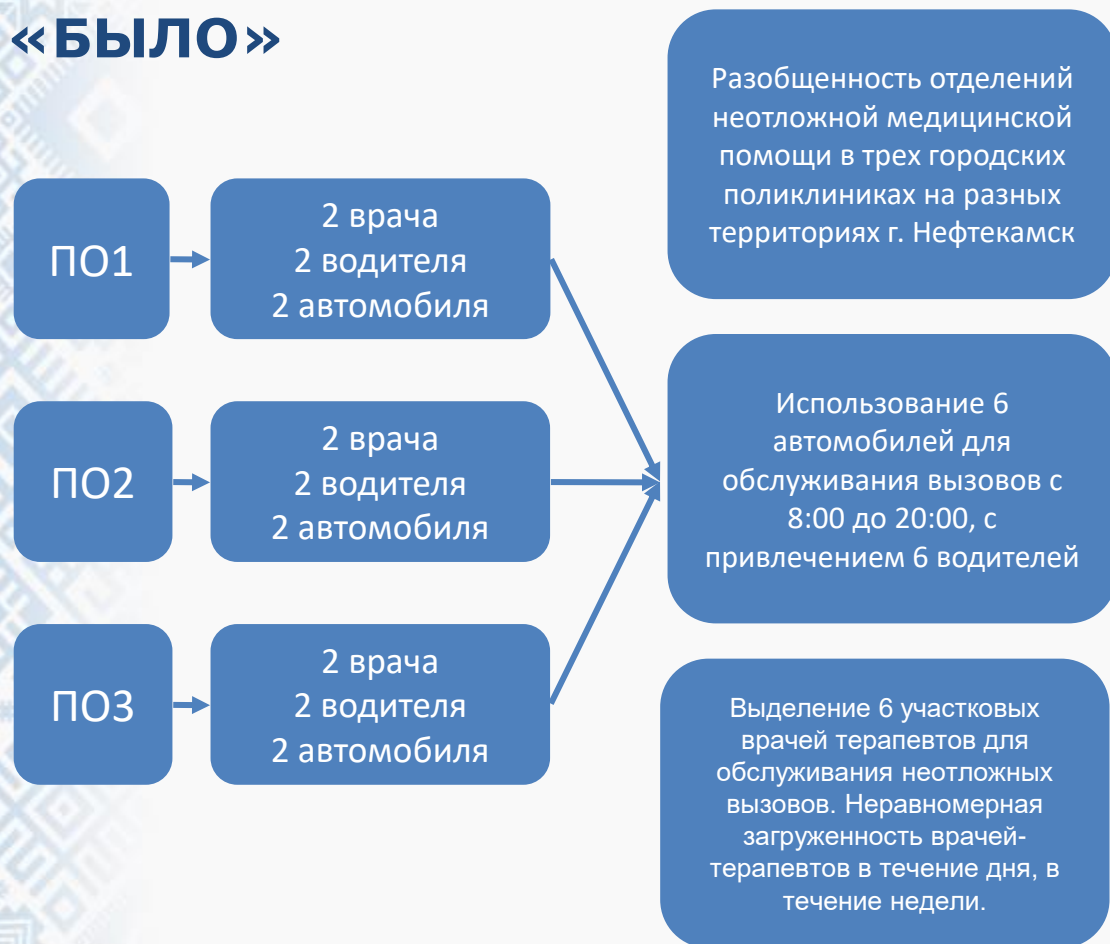 «БЫЛО»
ПО1
2 врача
2 водителя
2 автомобиля
ПО2
2 врача
2 водителя
2 автомобиля
ПО3
2 врача
2 водителя
2 автомобиля
Разобщенность отделений
неотложной медицинской
помощи в трех городских
поликлиниках на разных
территориях г. Нефтекамск
Использование 6
автомобилей для
обслуживания вызовов с
8:00 до 20:00, с
привлечением 6 водителей
Выделение 6 участковых
врачей терапевтов для
обслуживания неотложных
вызовов. Неравномерная
загруженность врачей-
терапевтов в течение дня, в
течение недели.